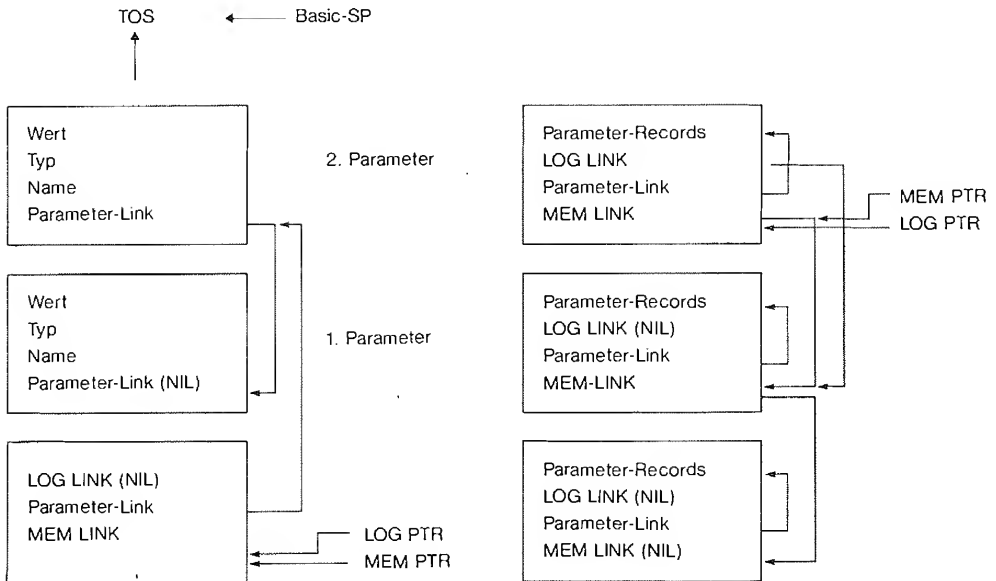 TOS
Basic-SP
Wert
Typ
Name
Parameter-Link
2. Parameter
Wert
Typ
Name
Parameter-Link (NIL)
1. Parameter
LOG LINK (NIL)
Parameter-Link
MEM LINK
LOG PTR
MEM PTR
Parameter-Records
LOG LINK
Parameter-Link
MEM LINK
MEM PTR
LOG PTR
Parameter-Records
LOG LINK (NIL)
Parameter-Link
MEM-LINK
Parameter-Records
LOG LINK (NIL)
Parameter-Link
MEM LINK (NIL)